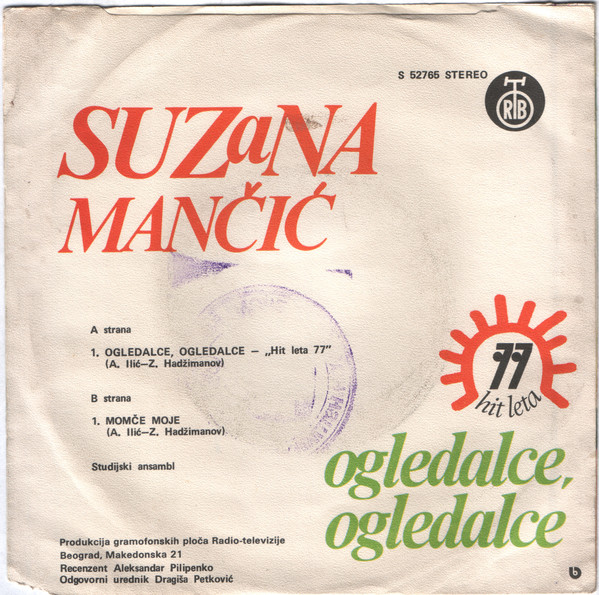 S 52765 STEREO
RTB
SUZaNA
MANČIĆ
A strana
1. OGLEDALCE, OGLEDALCE — „Hit leta 77”
(A. Ilić—Z. Hadžimanov)
B strana
1. MOMČE MOJE
(A. Ilić—Z. Hadžimanov)
Studijski ansambl
77
hit leta
ogledalce,
ogledalce
Produkcija gramofonskih ploča Radio-televizije
Beograd, Makedonska 21
Recenzent Aleksandar Pilipenko
Odgovorni urednik Dragiša Petković
b